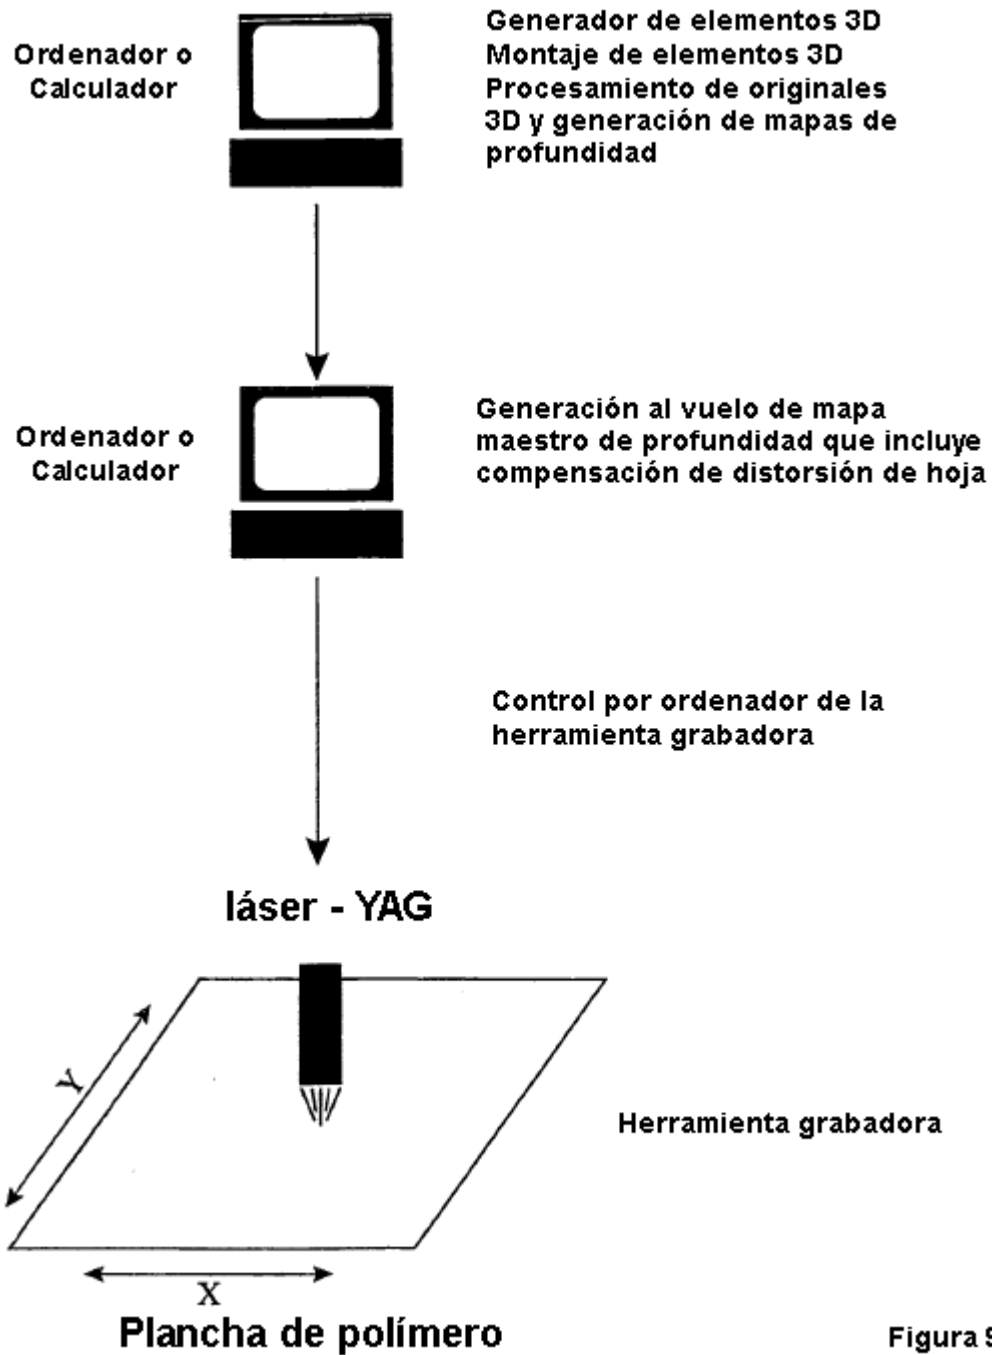 Ordenador o
Calculador
Generador de elementos 3D
Montaje de elementos 3D
Procesamiento de originales
3D y generación de mapas de
profundidad
Ordenador o
Calculador
Generación al vuelo de mapa
maestro de profundidad que incluye
compensación de distorsión de hoja
Control por ordenador de la
herramienta grabadora
láser - YAG
Y
Herramienta grabadora
X
Plancha de polímero
Figura 9